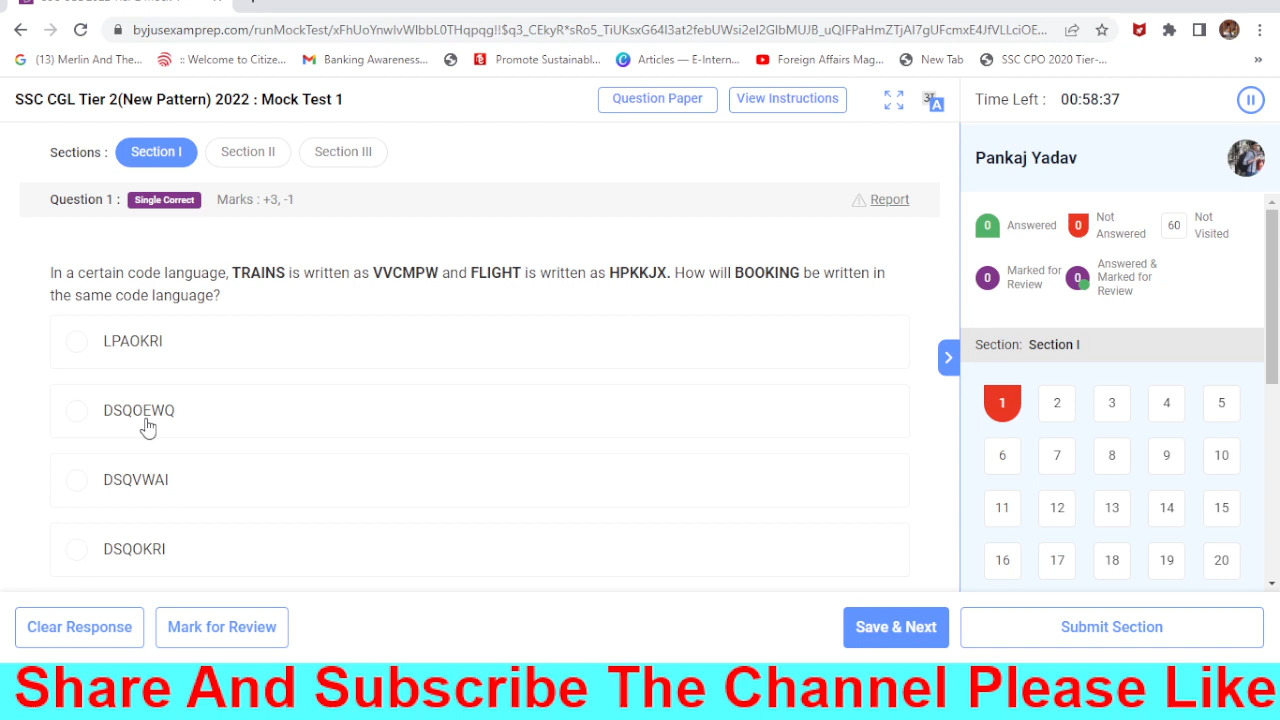 byjusexamprep.com/runMockTest/xFhUoYnwIvWlbbL0THqpqg!!$q3_CEkyR*sRo5_TiUKsxG64I3at2febUWsi2eI2GlbMUJB_uQIFPaHmZTjAI7gUFcmxE4JfVLLciOE...
(13) Merlin And The...
:: Welcome to Citize...
Banking Awareness...
Promote Sustainabl...
Articles — E-Intern...
Foreign Affairs Mag...
New Tab
SSC CPO 2020 Tier-...
»
SSC CGL Tier 2(New Pattern) 2022 : Mock Test 1
Question Paper
View Instructions
Time Left : 00:58:37
Sections : Section I Section II Section III
Pankaj Yadav
Question 1 : Single Correct Marks : +3, -1
Report
0 Answered
0 Not Answered
60 Not Visited
0 Marked for Review
0 Answered & Marked for Review
In a certain code language, TRAINS is written as VVCMPW and FLIGHT is written as HPKKJX. How will BOOKING be written in
the same code language?
LPAOKRI
DSQOEWQ
DSQVWAI
DSQOKRI
Section: Section I
1 2 3 4 5
6 7 8 9 10
11 12 13 14 15
16 17 18 19 20
Clear Response
Mark for Review
Save & Next
Submit Section
Share And Subscribe The Channel Please Like